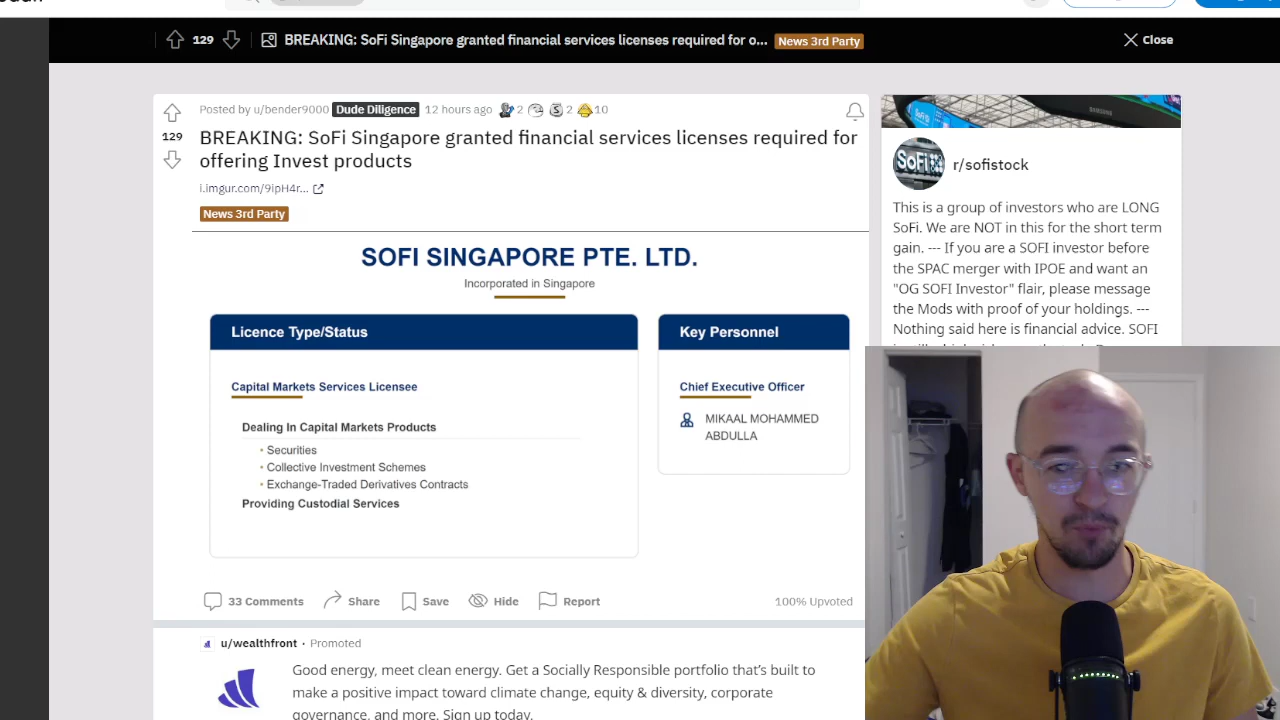 129
BREAKING: SoFi Singapore granted financial services licenses required for o...
News 3rd Party
Close
Posted by u/bender9000 Dude Diligence 12 hours ago 2 2 10
129
BREAKING: SoFi Singapore granted financial services licenses required for
offering Invest products
i.imgur.com/9ipH4r...
News 3rd Party
SOFI SINGAPORE PTE. LTD.
Incorporated in Singapore
Licence Type/Status
Capital Markets Services Licensee
Dealing In Capital Markets Products
• Securities
• Collective Investment Schemes
• Exchange-Traded Derivatives Contracts
Providing Custodial Services
Key Personnel
Chief Executive Officer
MIKAAL MOHAMMED
ABDULLA
33 Comments
Share
Save
Hide
Report
100% Upvoted
u/wealthfront · Promoted
Good energy, meet clean energy. Get a Socially Responsible portfolio that's built to
make a positive impact toward climate change, equity & diversity, corporate
governance, and more. Sign up today.
SAMSUNG
SoFi
r/sofistock
This is a group of investors who are LONG
SoFi. We are NOT in this for the short term
gain. --- If you are a SOFI investor before
the SPAC merger with IPOE and want an
"OG SOFI Investor" flair, please message
the Mods with proof of your holdings. ---
Nothing said here is financial advice. SOFI